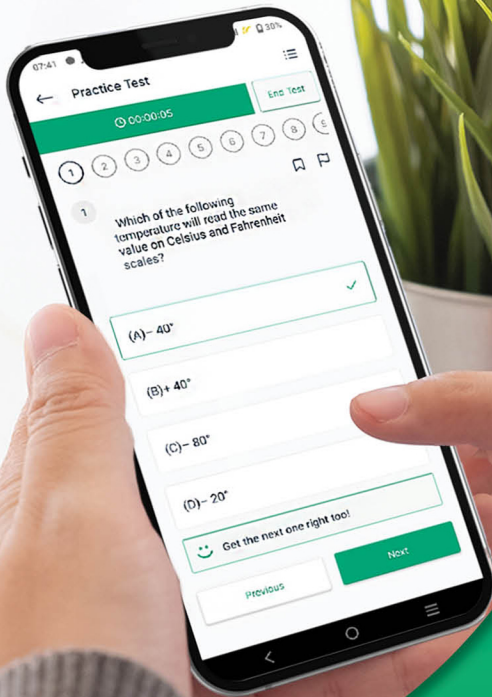 07:41 30%
Practice Test
00:00:05 End Test
1 2 3 4 5 6 7 8 9
1
Which of the following
temperature will read the same
value on Celsius and Fahrenheit
scales?
(A)– 40°
(B)+ 40°
(C)– 80°
(D)– 20°
Get the next one right too!
Previous Next